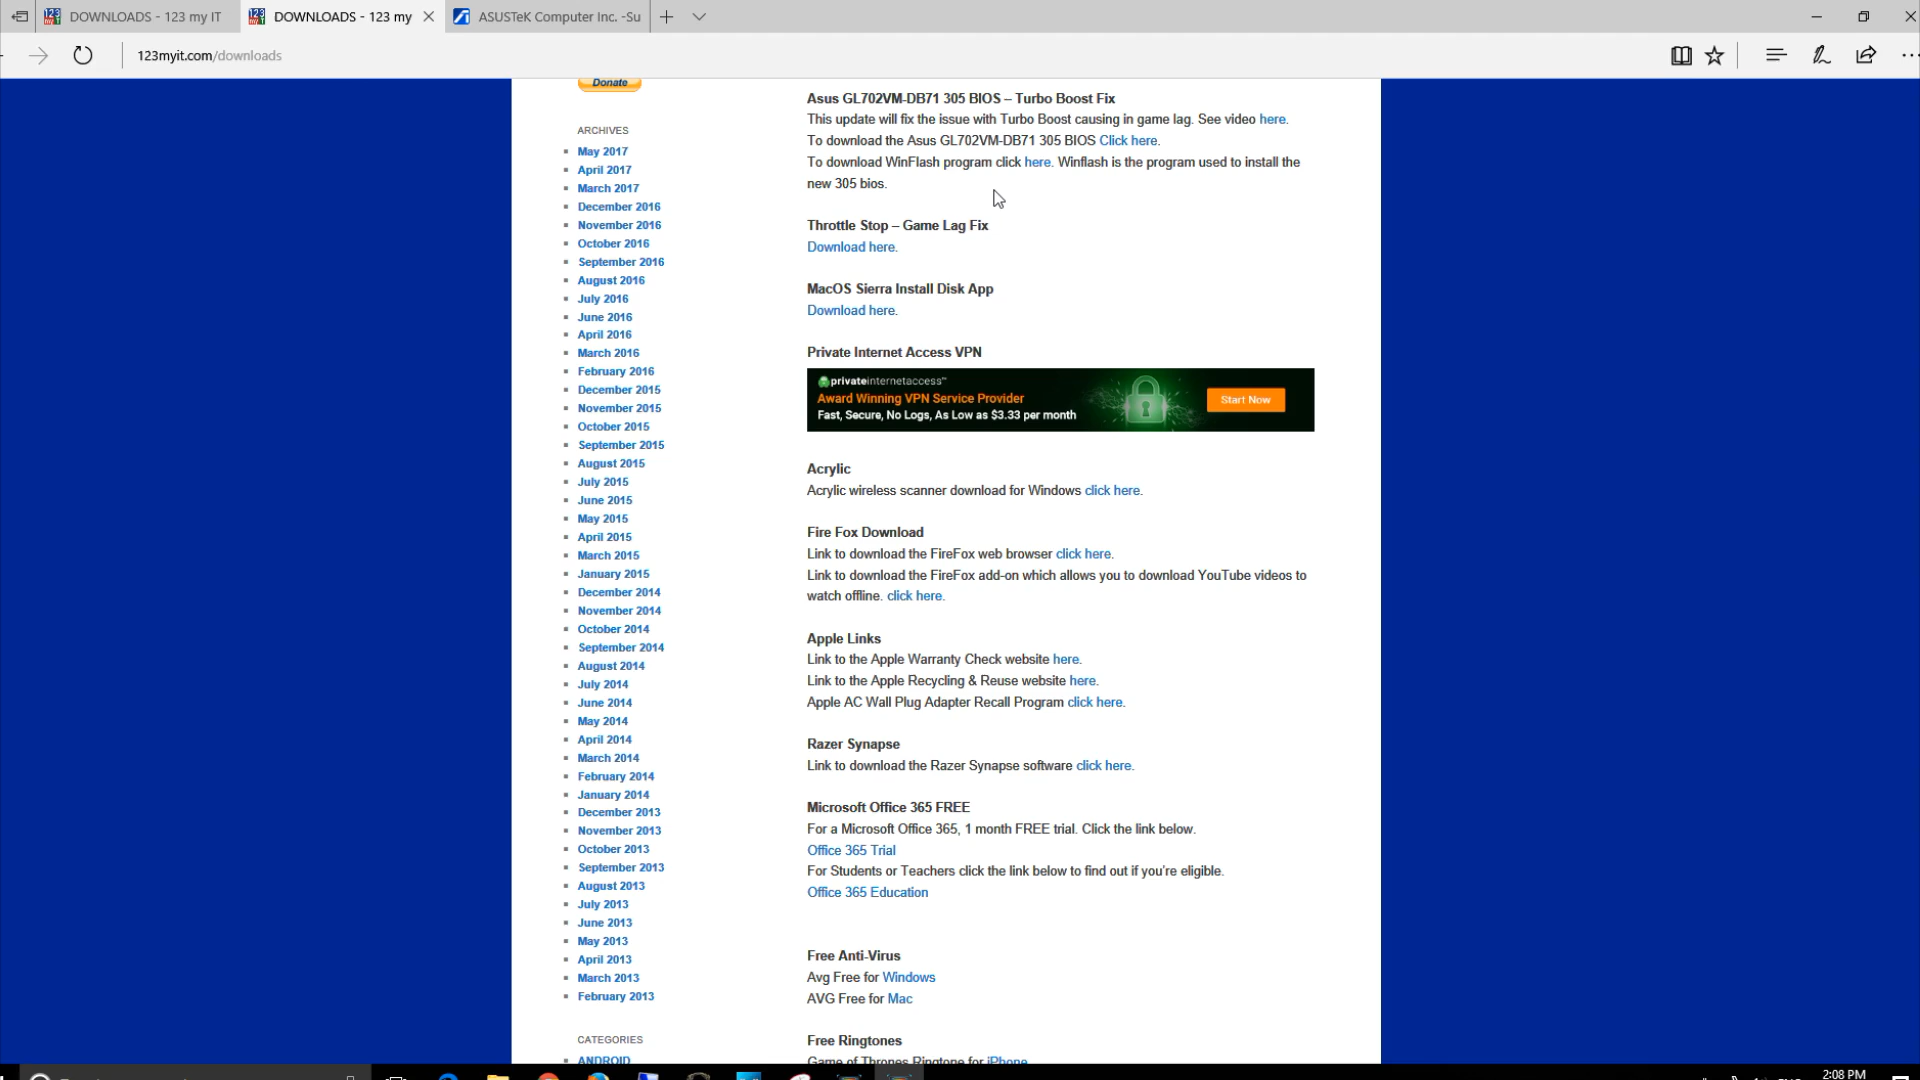 DOWNLOADS - 123 my IT
DOWNLOADS - 123 my
ASUSTeK Computer Inc. -Su
123myit.com/downloads
Donate
ARCHIVES
May 2017
April 2017
March 2017
December 2016
November 2016
October 2016
September 2016
August 2016
July 2016
June 2016
April 2016
March 2016
February 2016
December 2015
November 2015
October 2015
September 2015
August 2015
July 2015
June 2015
May 2015
April 2015
March 2015
January 2015
December 2014
November 2014
October 2014
September 2014
August 2014
July 2014
June 2014
May 2014
April 2014
March 2014
February 2014
January 2014
December 2013
November 2013
October 2013
September 2013
August 2013
July 2013
June 2013
May 2013
April 2013
March 2013
February 2013
CATEGORIES
ANDROID
Asus GL702VM-DB71 305 BIOS – Turbo Boost Fix
This update will fix the issue with Turbo Boost causing in game lag. See video here.
To download the Asus GL702VM-DB71 305 BIOS Click here.
To download WinFlash program click here. Winflash is the program used to install the
new 305 bios.
Throttle Stop – Game Lag Fix
Download here.
MacOS Sierra Install Disk App
Download here.
Private Internet Access VPN
privateinternetaccess™
Award Winning VPN Service Provider
Fast, Secure, No Logs, As Low as $3.33 per month
Start Now
Acrylic
Acrylic wireless scanner download for Windows click here.
Fire Fox Download
Link to download the FireFox web browser click here.
Link to download the FireFox add-on which allows you to download YouTube videos to
watch offline. click here.
Apple Links
Link to the Apple Warranty Check website here.
Link to the Apple Recycling & Reuse website here.
Apple AC Wall Plug Adapter Recall Program click here.
Razer Synapse
Link to download the Razer Synapse software click here.
Microsoft Office 365 FREE
For a Microsoft Office 365, 1 month FREE trial. Click the link below.
Office 365 Trial
For Students or Teachers click the link below to find out if you're eligible.
Office 365 Education
Free Anti-Virus
Avg Free for Windows
AVG Free for Mac
Free Ringtones
Game of Thrones Ringtone for iPhone
2:08 PM